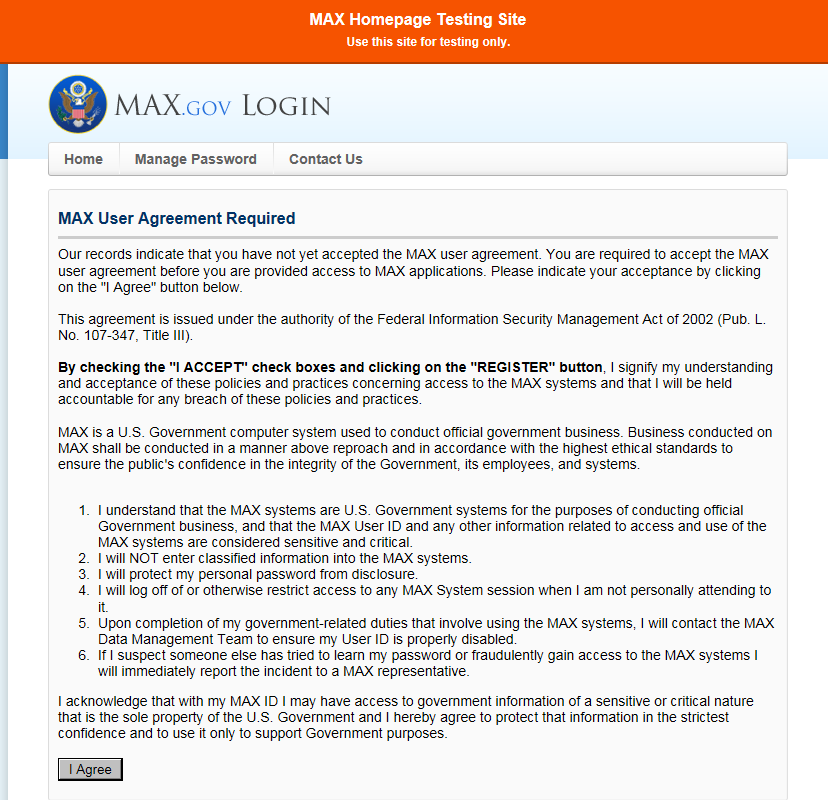 MAX Homepage Testing Site
Use this site for testing only.
MAX.GOV LOGIN
Home Manage Password Contact Us
MAX User Agreement Required
Our records indicate that you have not yet accepted the MAX user agreement. You are required to accept the MAX
user agreement before you are provided access to MAX applications. Please indicate your acceptance by clicking
on the "I Agree" button below.
This agreement is issued under the authority of the Federal Information Security Management Act of 2002 (Pub. L.
No. 107-347, Title III).
By checking the "I ACCEPT" check boxes and clicking on the "REGISTER" button, I signify my understanding
and acceptance of these policies and practices concerning access to the MAX systems and that I will be held
accountable for any breach of these policies and practices.
MAX is a U.S. Government computer system used to conduct official government business. Business conducted on
MAX shall be conducted in a manner above reproach and in accordance with the highest ethical standards to
ensure the public's confidence in the integrity of the Government, its employees, and systems.
1. I understand that the MAX systems are U.S. Government systems for the purposes of conducting official
Government business, and that the MAX User ID and any other information related to access and use of the
MAX systems are considered sensitive and critical.
2. I will NOT enter classified information into the MAX systems.
3. I will protect my personal password from disclosure.
4. I will log off of or otherwise restrict access to any MAX System session when I am not personally attending to
it.
5. Upon completion of my government-related duties that involve using the MAX systems, I will contact the MAX
Data Management Team to ensure my User ID is properly disabled.
6. If I suspect someone else has tried to learn my password or fraudulently gain access to the MAX systems I
will immediately report the incident to a MAX representative.
I acknowledge that with my MAX ID I may have access to government information of a sensitive or critical nature
that is the sole property of the U.S. Government and I hereby agree to protect that information in the strictest
confidence and to use it only to support Government purposes.
I Agree